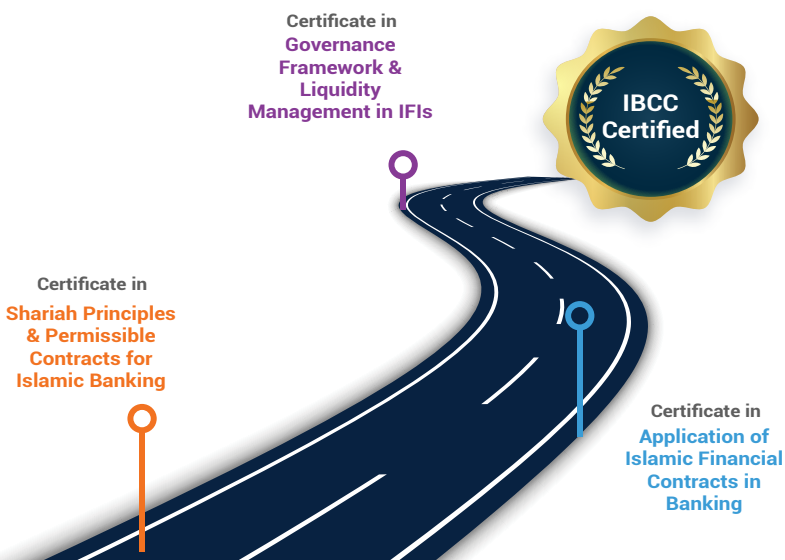 Certificate in
Governance
Framework &
Liquidity
Management in IFIs
IBCC
Certified
Certificate in
Shariah Principles
& Permissible
Contracts for
Islamic Banking
Certificate in
Application of
Islamic Financial
Contracts in
Banking